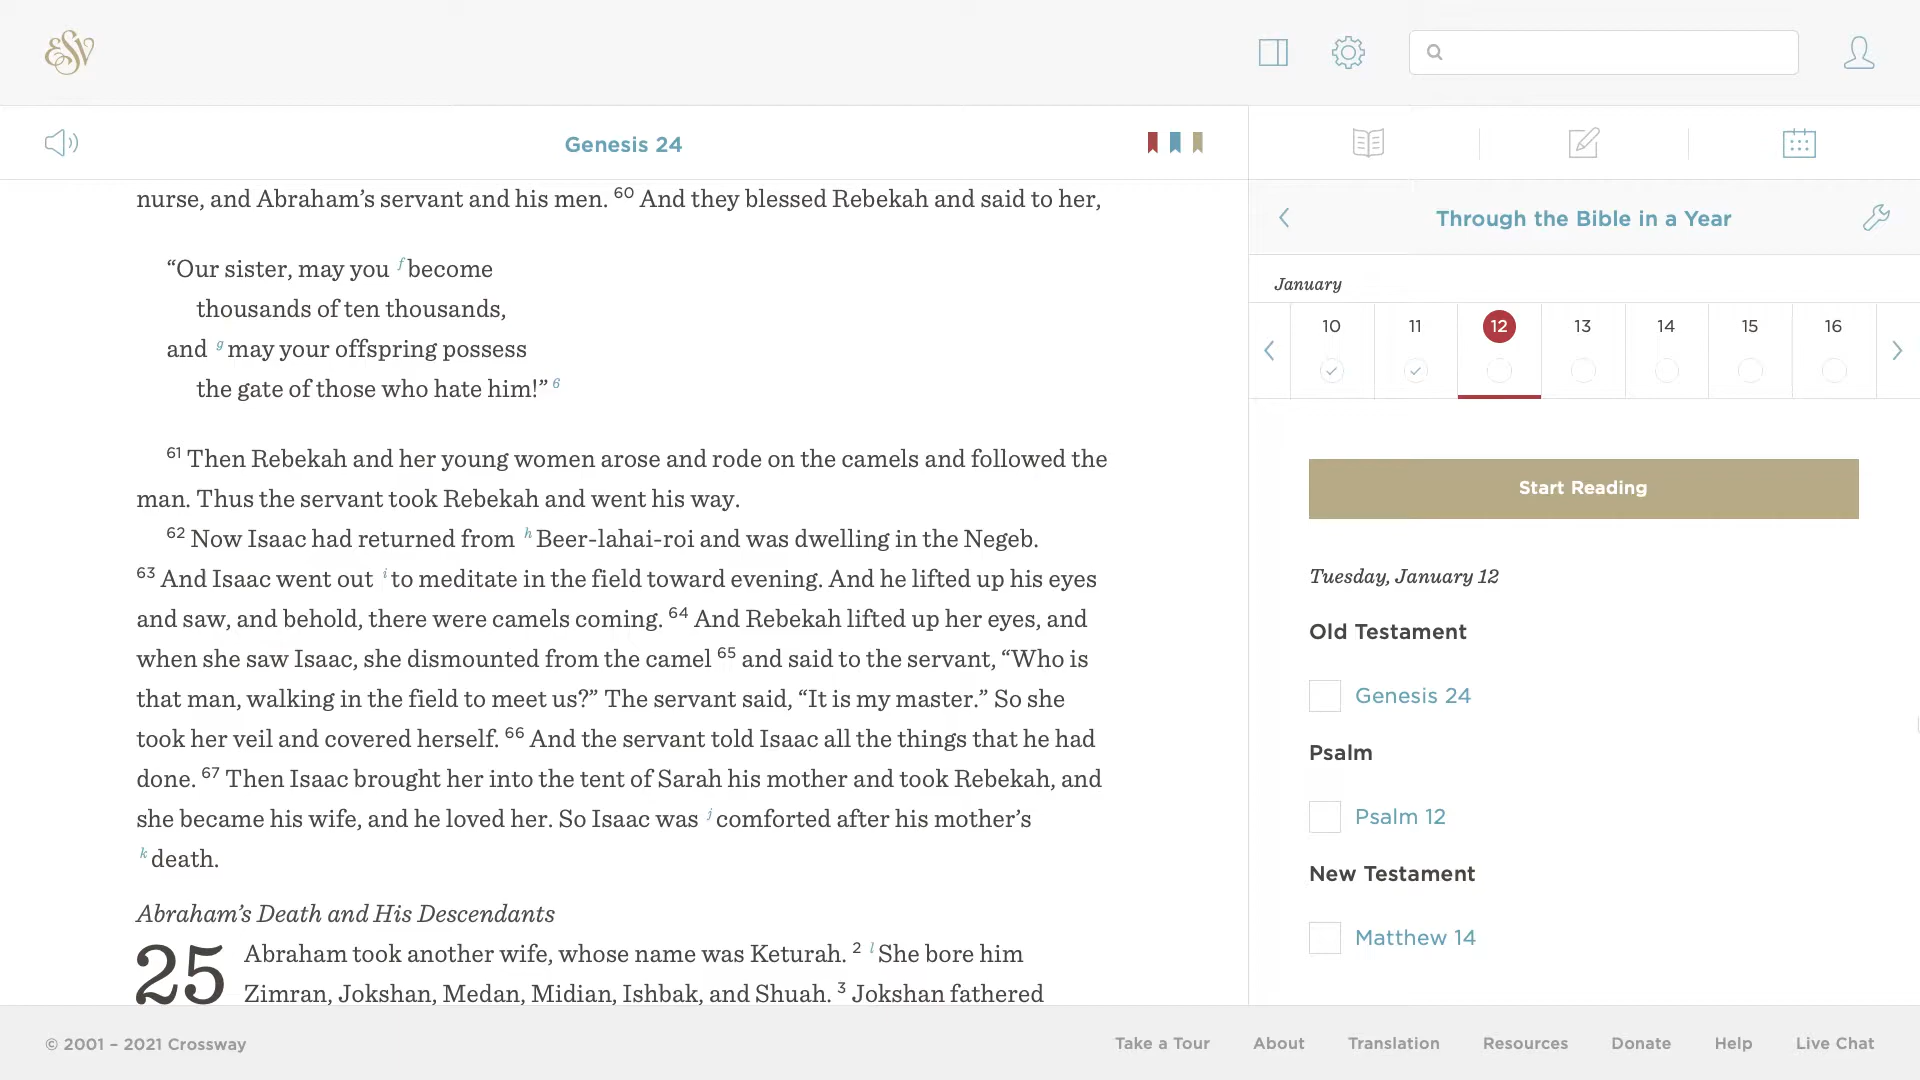 ESV
Genesis 24
nurse, and Abraham’s servant and his men. 60 And they blessed Rebekah and said to her,
“Our sister, may you f become
thousands of ten thousands,
and g may your offspring possess
the gate of those who hate him!” 6
61 Then Rebekah and her young women arose and rode on the camels and followed the
man. Thus the servant took Rebekah and went his way.
62 Now Isaac had returned from h Beer-lahai-roi and was dwelling in the Negeb.
63 And Isaac went out i to meditate in the field toward evening. And he lifted up his eyes
and saw, and behold, there were camels coming. 64 And Rebekah lifted up her eyes, and
when she saw Isaac, she dismounted from the camel 65 and said to the servant, “Who is
that man, walking in the field to meet us?” The servant said, “It is my master.” So she
took her veil and covered herself. 66 And the servant told Isaac all the things that he had
done. 67 Then Isaac brought her into the tent of Sarah his mother and took Rebekah, and
she became his wife, and he loved her. So Isaac was j comforted after his mother’s
k death.
Abraham’s Death and His Descendants
25 Abraham took another wife, whose name was Keturah. 2 l She bore him
Zimran, Jokshan, Medan, Midian, Ishbak, and Shuah. 3 Jokshan fathered
Through the Bible in a Year
January
10 11 12 13 14 15 16
Start Reading
Tuesday, January 12
Old Testament
Genesis 24
Psalm
Psalm 12
New Testament
Matthew 14
© 2001 – 2021 Crossway
Take a Tour About Translation Resources Donate Help Live Chat